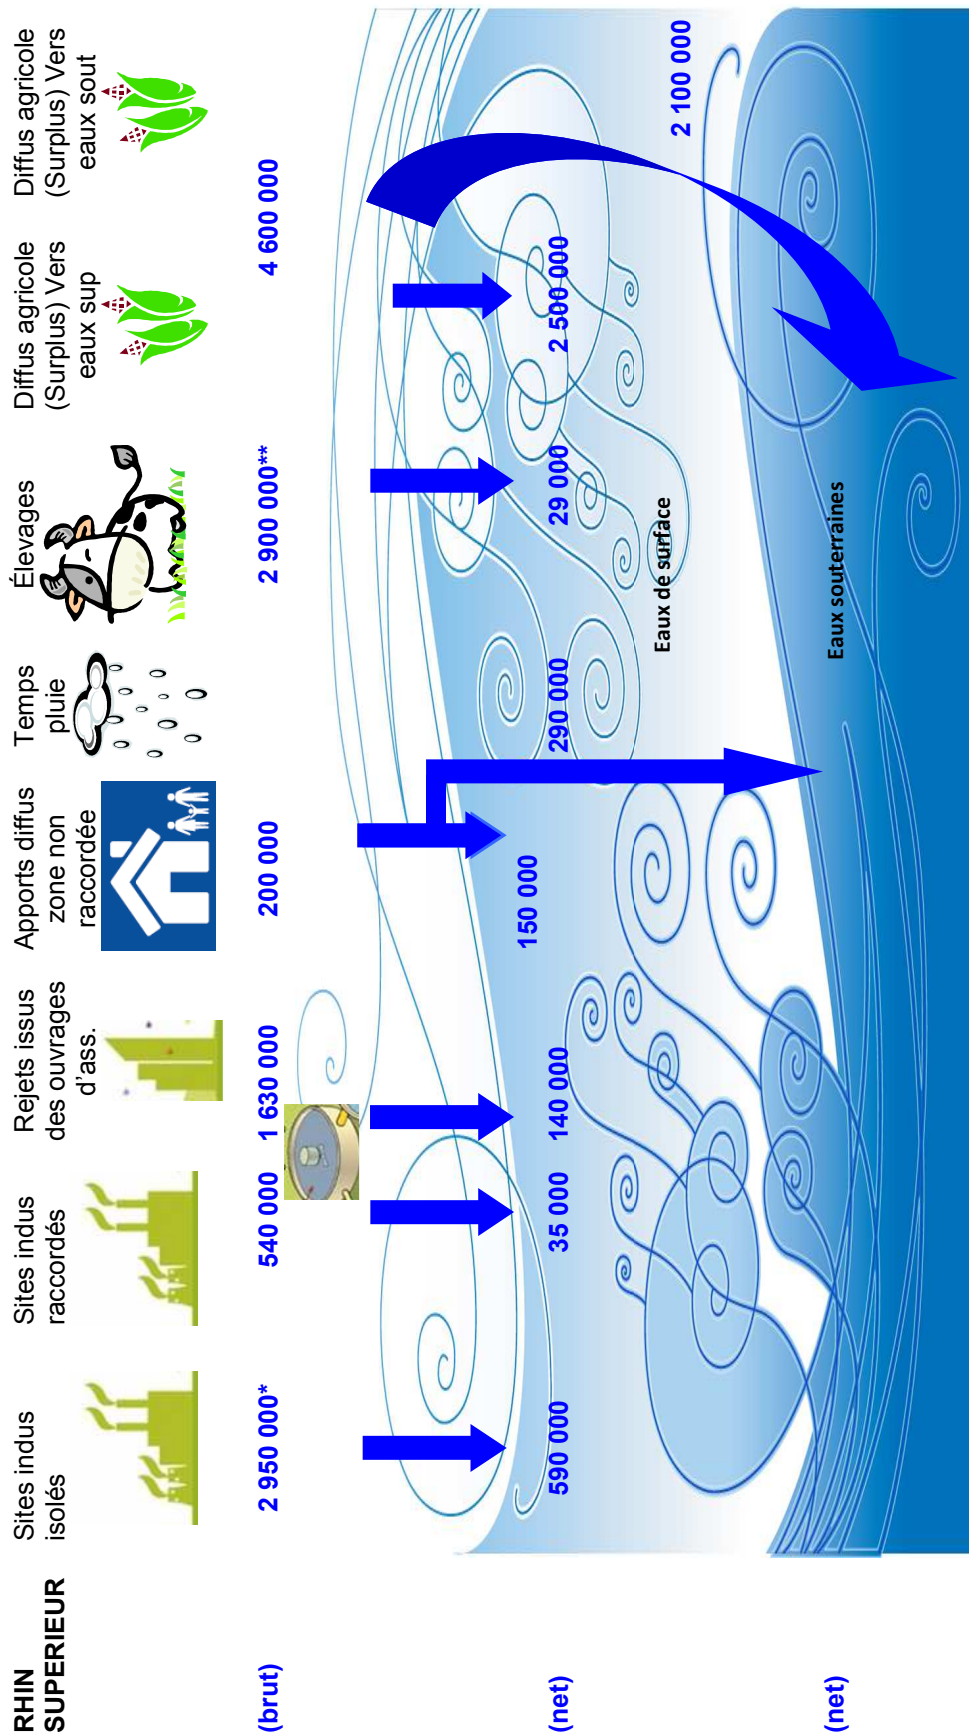 RHIN
SUPERIEUR
Sites indus
isolés
Sites indus
raccordés
Rejets issus
des ouvrages
d'ass.
Apports diffus
zone non
raccordée
Temps
pluie
Élevages
Diffus agricole
(Surplus) Vers
eaux sup
Diffus agricole
(Surplus) Vers
eaux sout
(brut)
2 950 000*
540 000
1 630 000
200 000
2 900 000**
4 600 000
(net)
590 000
35 000
140 000
150 000
290 000
29 000
2 500 000
Eaux de surface
2 100 000
(net)
Eaux souterraines